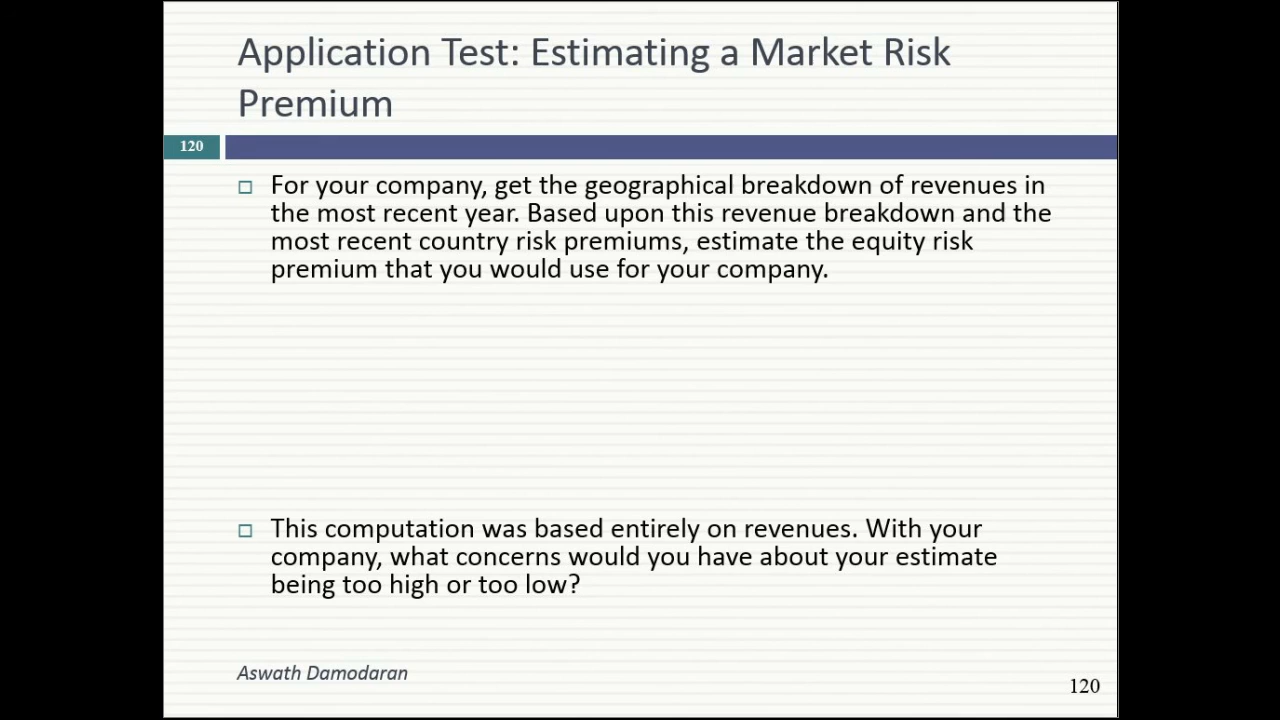 Application Test: Estimating a Market Risk
Premium
120
For your company, get the geographical breakdown of revenues in
the most recent year. Based upon this revenue breakdown and the
most recent country risk premiums, estimate the equity risk
premium that you would use for your company.
This computation was based entirely on revenues. With your
company, what concerns would you have about your estimate
being too high or too low?
Aswath Damodaran
120